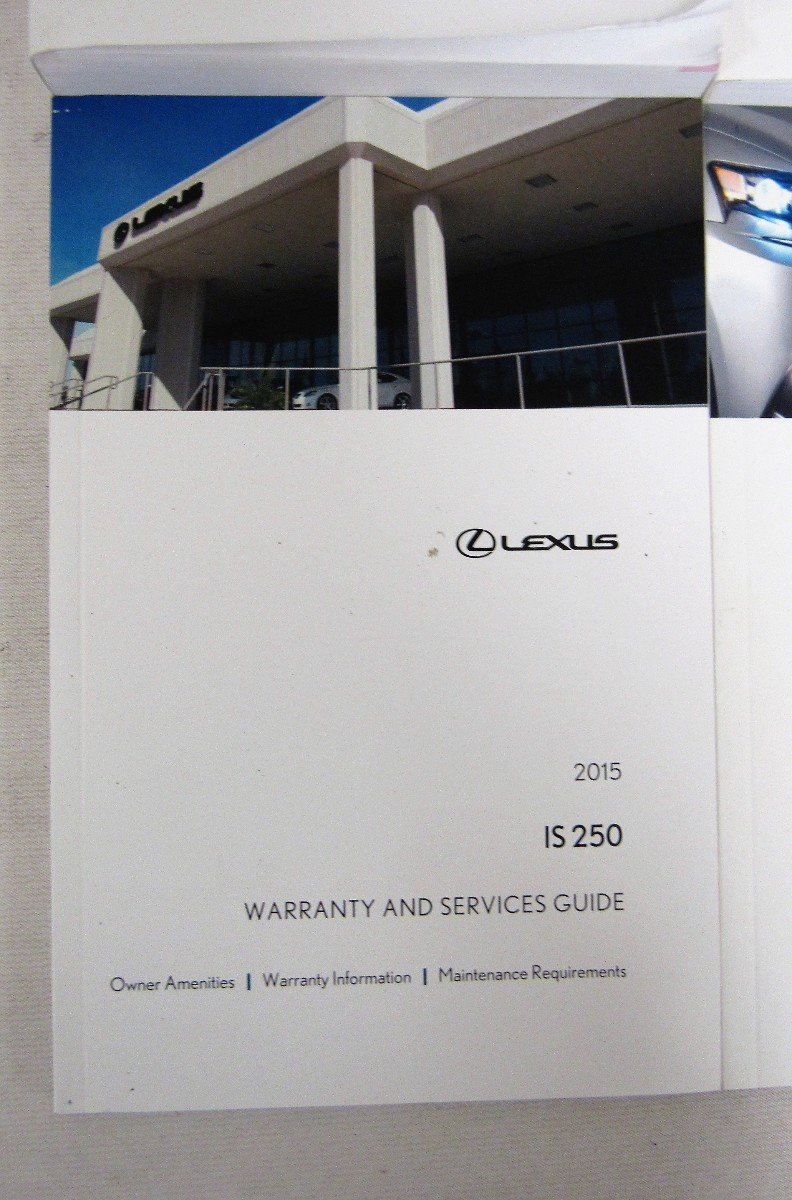 LEXUS
LEXUS
2015
IS 250
WARRANTY AND SERVICES GUIDE
Owner Amenities | Warranty Information | Maintenance Requirements